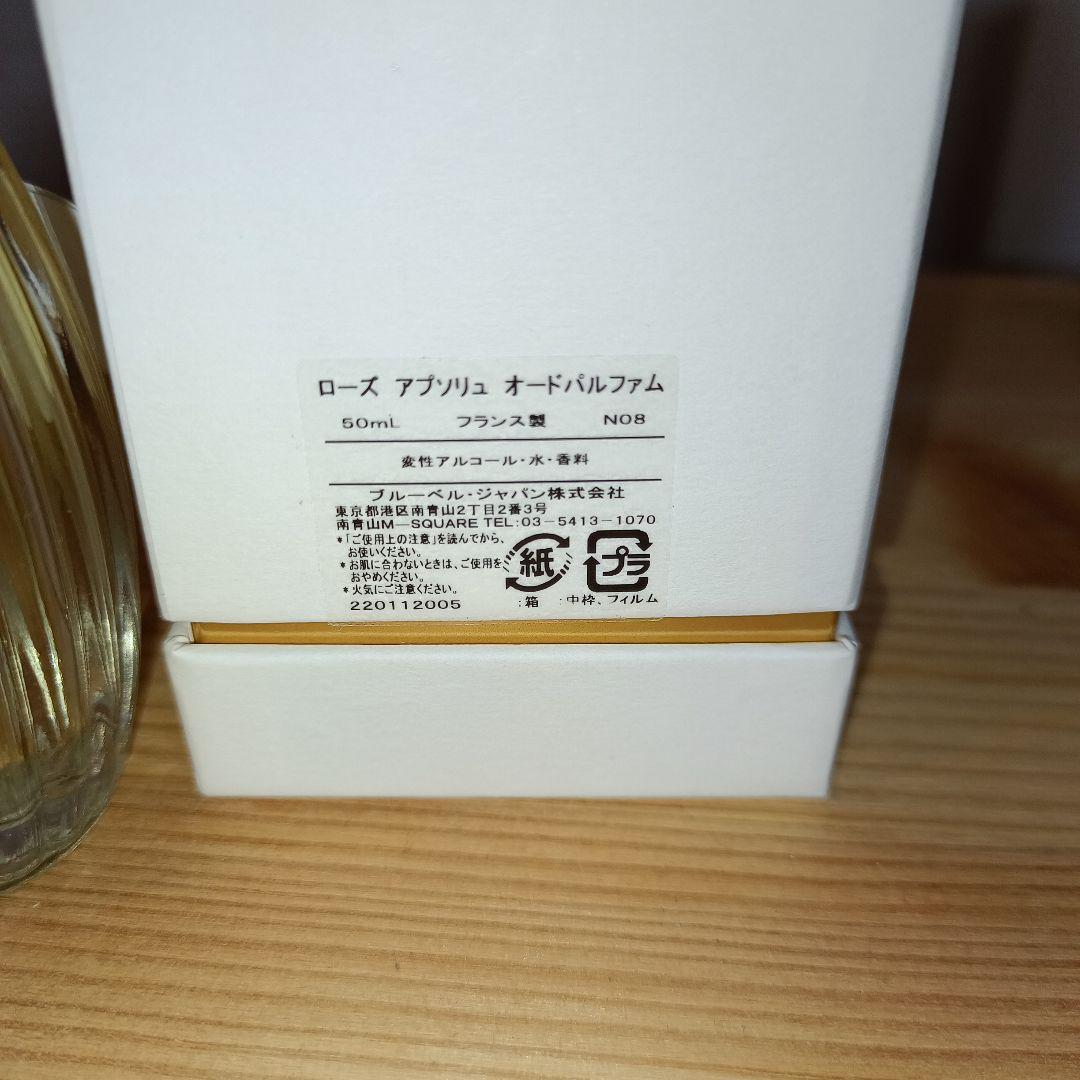 ローズ アプソリュ オードパルファム
50mL フランス製 N08
変性アルコール・水・香料
ブルーベル・ジャパン株式会社
東京都港区南青山2丁目2番3号
南青山M―SQUARE TEL:03-5413-1070
*「ご使用上の注意」を読んでから、
お使いください。
*お肌に合わないときは、ご使用を
おやめください。
*火気にご注意ください。
220112005
紙 プラ
:箱 :中枠、フィルム